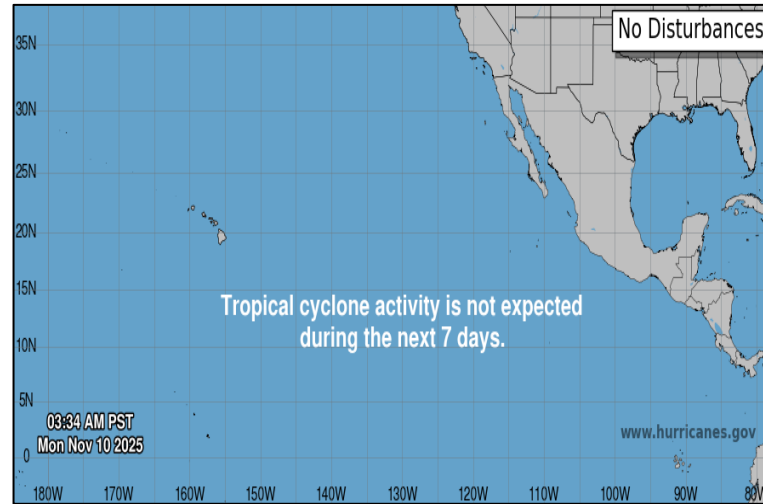 No Disturbances
35N
30N
25N
20N
15N
Tropical cyclone activity is not expected
during the next 7 days.
10N
5N
03:34 AM PST
Mon Nov 10 2025
www.hurricanes.gov
0
180W 170W 160W 150W 140W 130W 120W 110W 100W 90W 80W